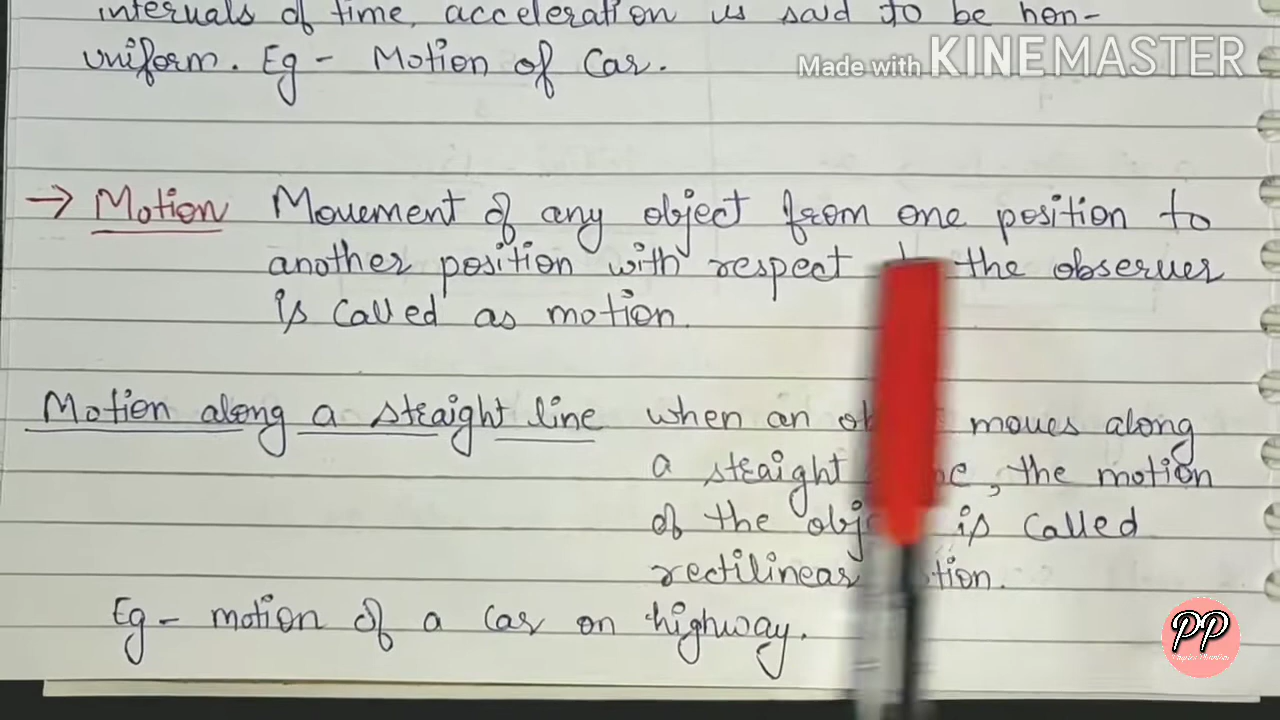 intervals of time, acceleration is said to be non-
uniform. Eg - Motion of Car.
Made with KINEMASTER
→ Motion Movement of any object from one position to
another position with respect the observer
is called as motion.
Motion along a straight line when an moves along
a straight , the motion
of the is called
rectilinear
Eg - motion of a car on highway.
PP